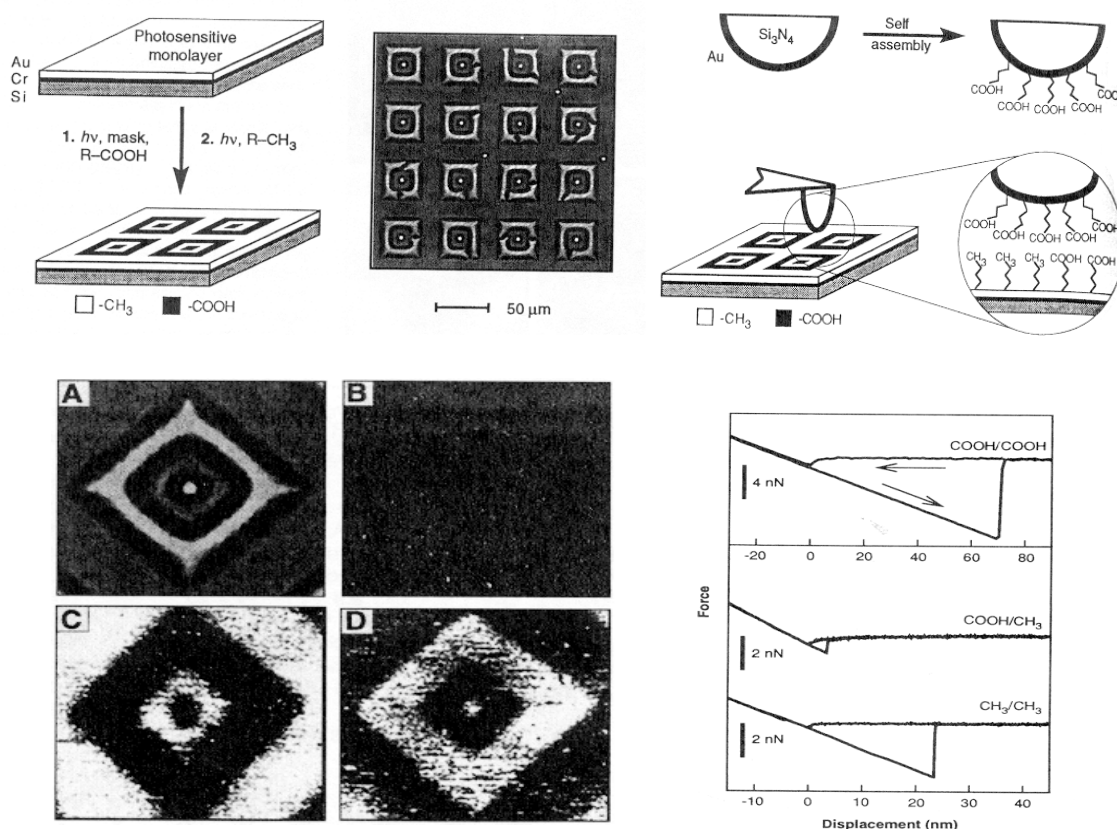 Photosensitive
monolayer
Au
Cr
Si
1. hν, mask,
R–COOH
2. hν, R–CH₃
-CH₃
-COOH
50 µm
Si₃N₄
Au
Self
assembly
COOH
COOH
COOH
COOH
COOH
COOH
COOH
COOH
CH₃
CH₃
CH₃
COOH
COOH
-CH₃
-COOH
A
B
C
D
COOH/COOH
4 nN
-20
0
20
40
60
80
COOH/CH₃
2 nN
CH₃/CH₃
2 nN
-10
0
10
20
30
40
Force
Displacement (nm)